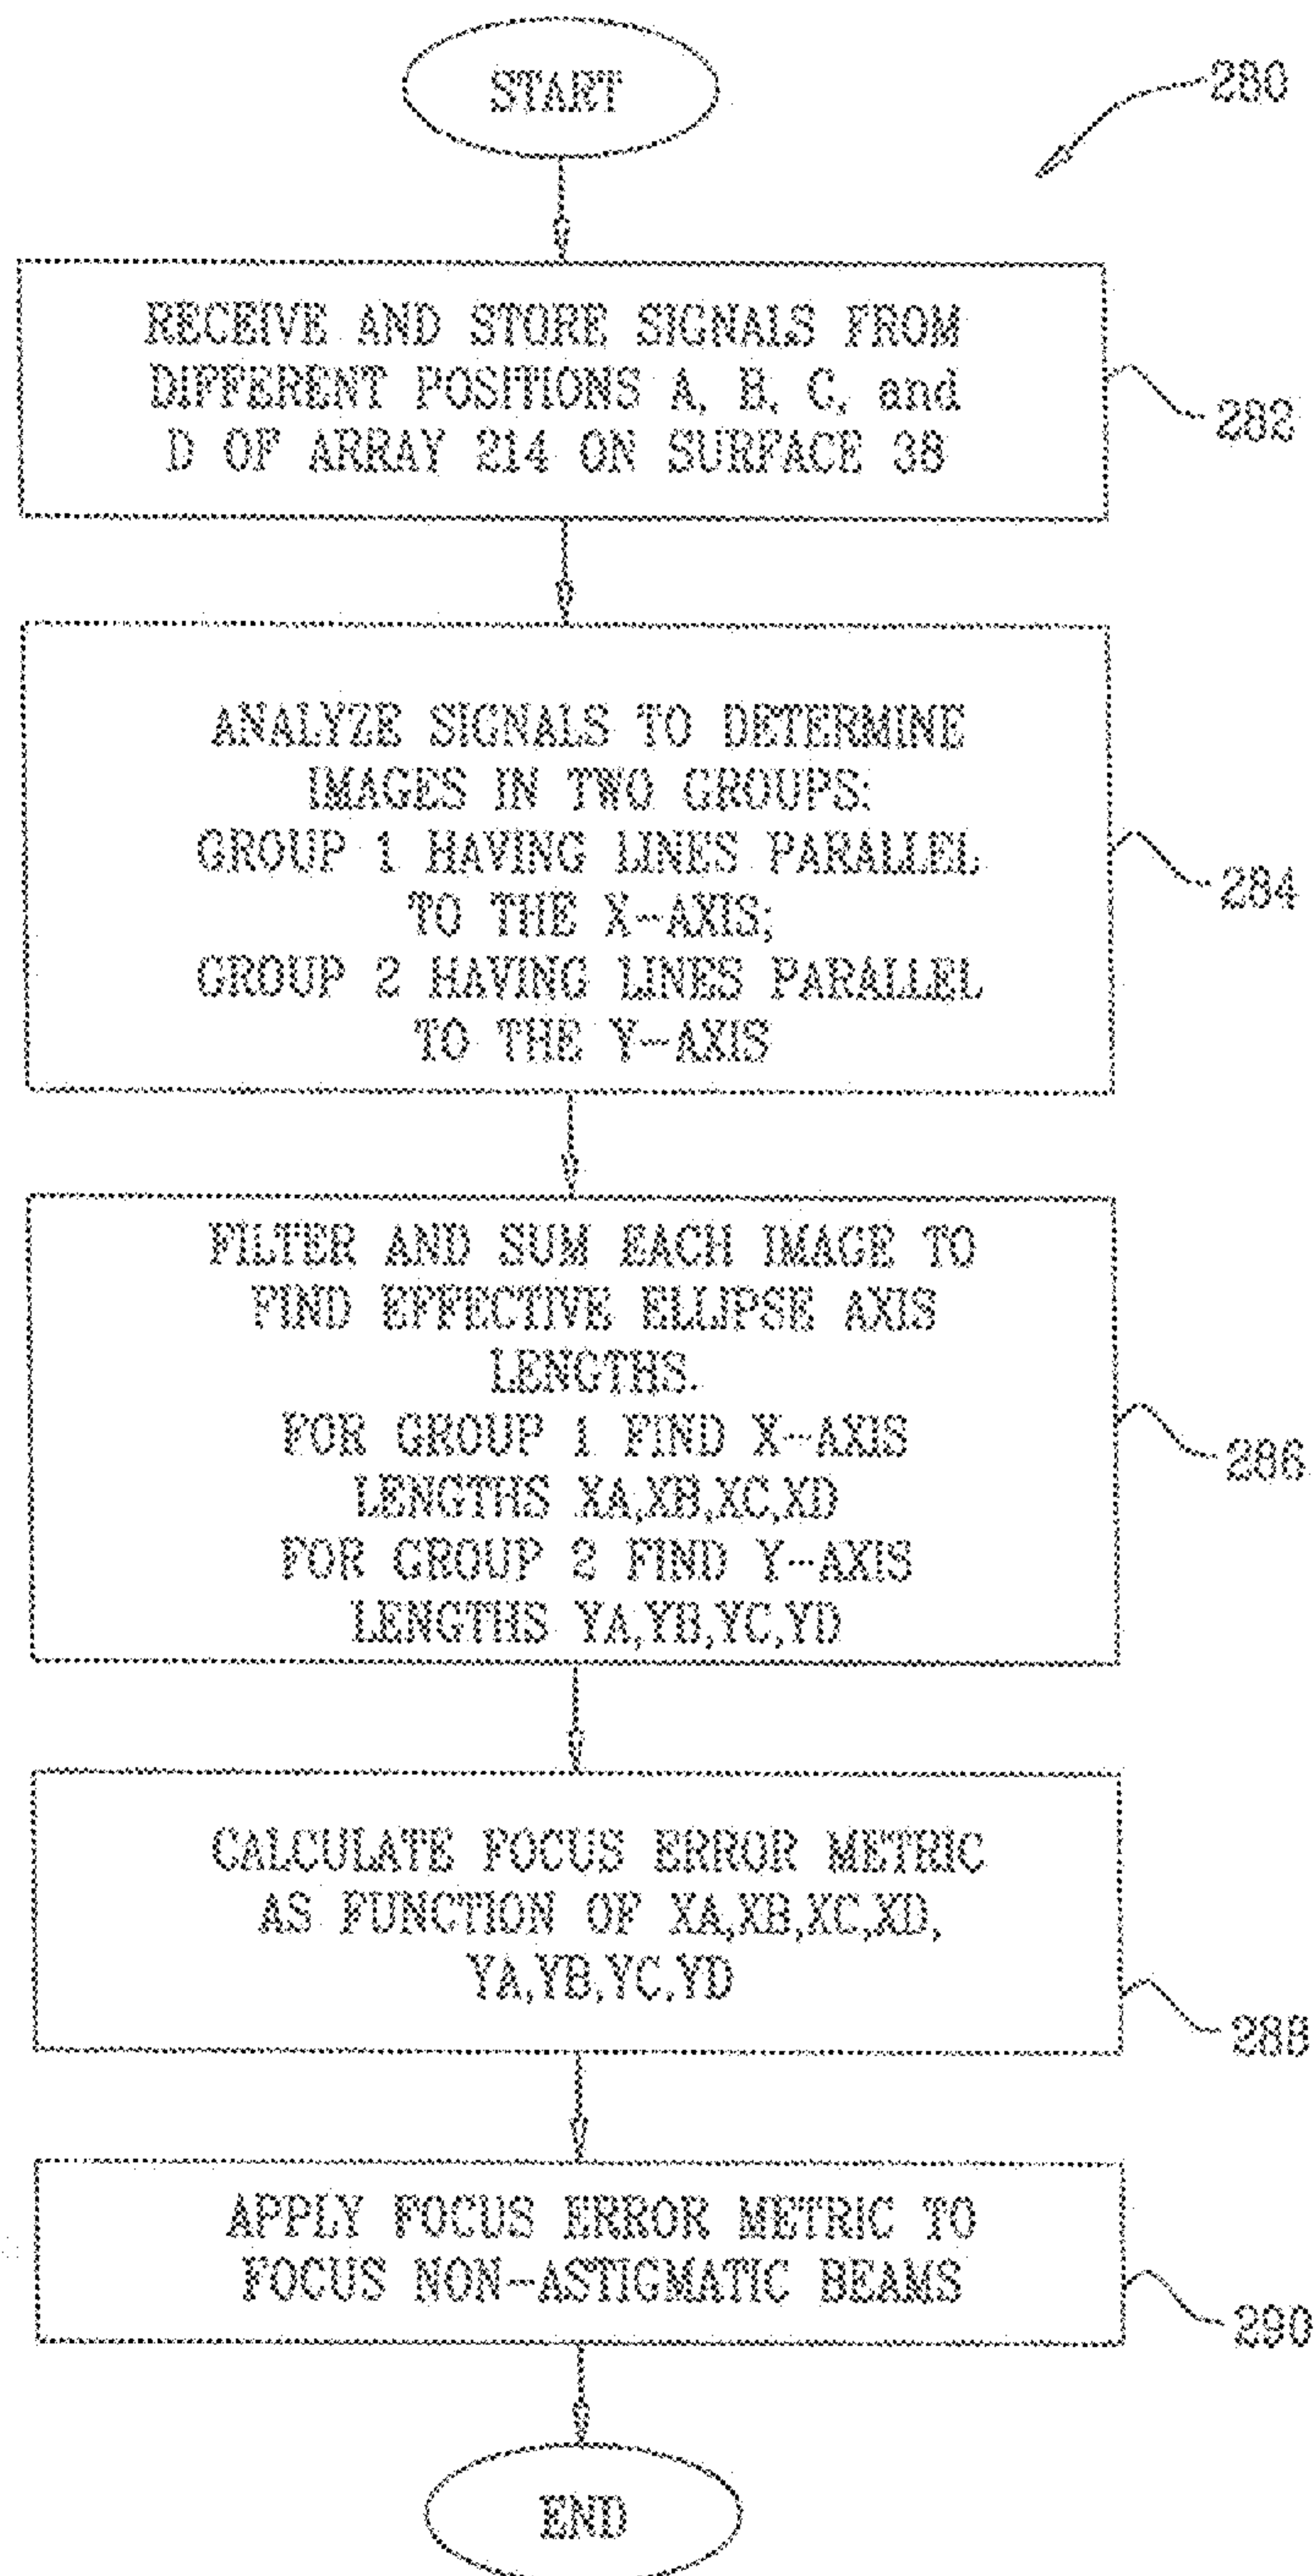 START
280
RECEIVE AND STORE SIGNALS FROM
DIFFERENT POSITIONS A, B, C, and
D OF ARRAY 214 ON SURFACE 38
282
ANALYZE SIGNALS TO DETERMINE
IMAGES IN TWO GROUPS:
GROUP 1 HAVING LINES PARALLEL
TO THE X-AXIS;
GROUP 2 HAVING LINES PARALLEL
TO THE Y-AXIS
284
FILTER AND SUM EACH IMAGE TO
FIND EFFECTIVE ELLIPSE AXIS
LENGTHS.
FOR GROUP 1 FIND X-AXIS
LENGTHS XA,XB,XC,XD
FOR GROUP 2 FIND Y-AXIS
LENGTHS YA,YB,YC,YD
286
CALCULATE FOCUS ERROR METRIC
AS FUNCTION OF XA,XB,XC,XD,
YA,YB,YC,YD
288
APPLY FOCUS ERROR METRIC TO
FOCUS NON-ASTIGMATIC BEAMS
290
END